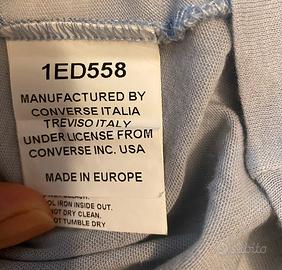 1ED558
MANUFACTURED BY
CONVERSE ITALIA
TREVISO ITALY
UNDER LICENSE FROM
CONVERSE INC. USA
MADE IN EUROPE
IRON INSIDE OUT.
NOT DRY CLEAN.
NOT TUMBLE DRY
subito